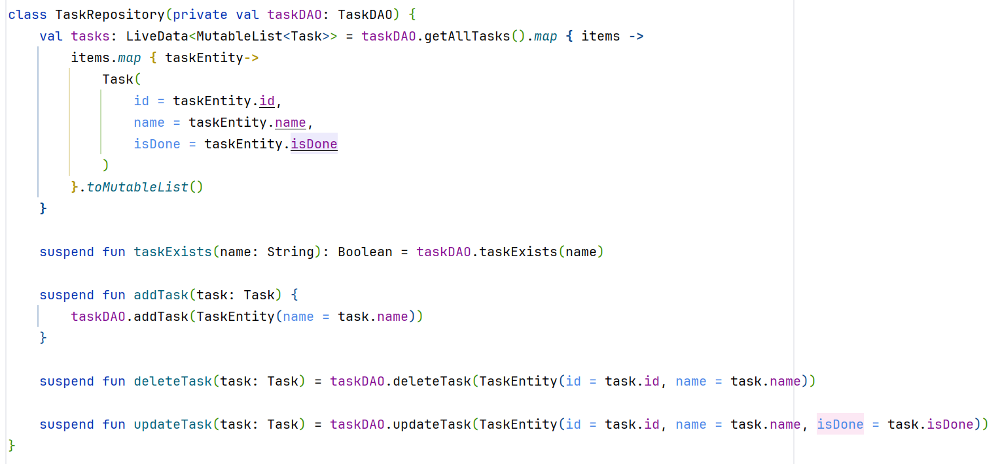 class TaskRepository(private val taskDAO: TaskDAO) {
    val tasks: LiveData<MutableList<Task>> = taskDAO.getAllTasks().map { items ->
        items.map { taskEntity->
            Task(
                id = taskEntity.id,
                name = taskEntity.name,
                isDone = taskEntity.isDone
            )
        }.toMutableList()
    }

    suspend fun taskExists(name: String): Boolean = taskDAO.taskExists(name)

    suspend fun addTask(task: Task) {
        taskDAO.addTask(TaskEntity(name = task.name))
    }

    suspend fun deleteTask(task: Task) = taskDAO.deleteTask(TaskEntity(id = task.id, name = task.name))

    suspend fun updateTask(task: Task) = taskDAO.updateTask(TaskEntity(id = task.id, name = task.name, isDone = task.isDone))
}